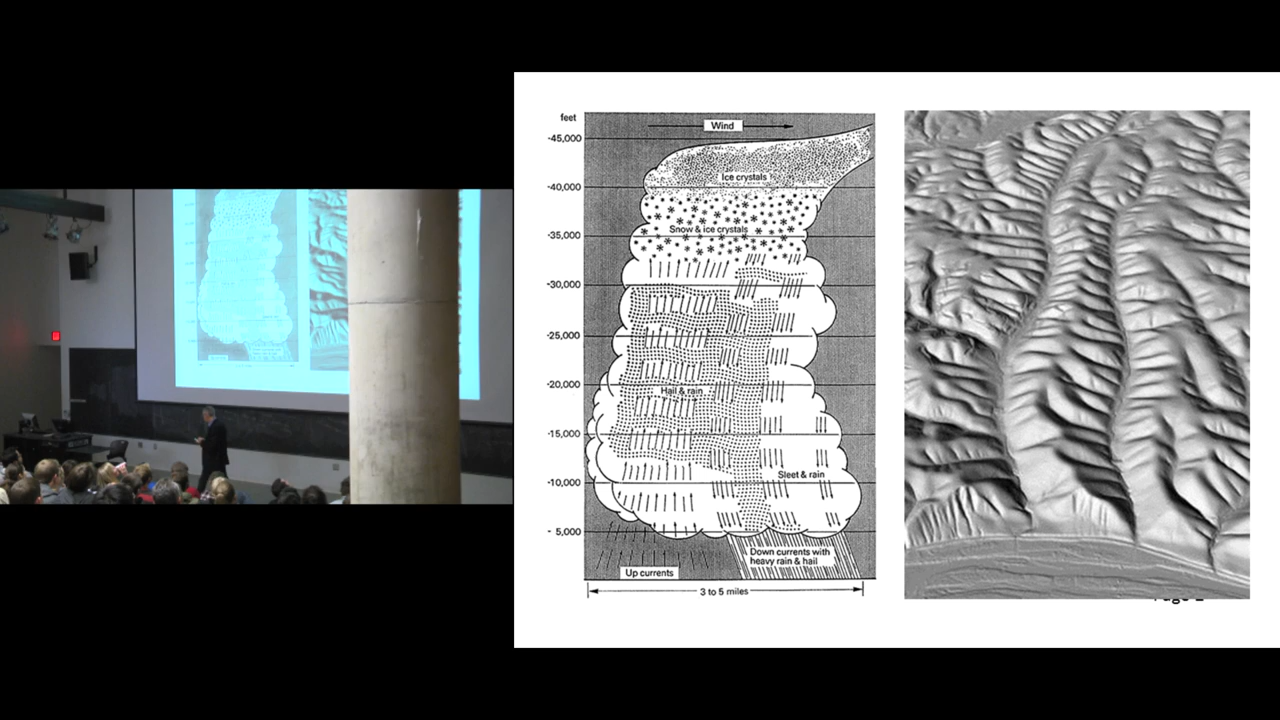 feet
Wind
-45,000
Ice crystals
-40,000
Snow & ice crystals
-35,000
-30,000
-25,000
-20,000
Hail & rain
-15,000
Sleet & rain
-10,000
- 5,000
Down currents with
heavy rain & hail
Up currents
3 to 5 miles